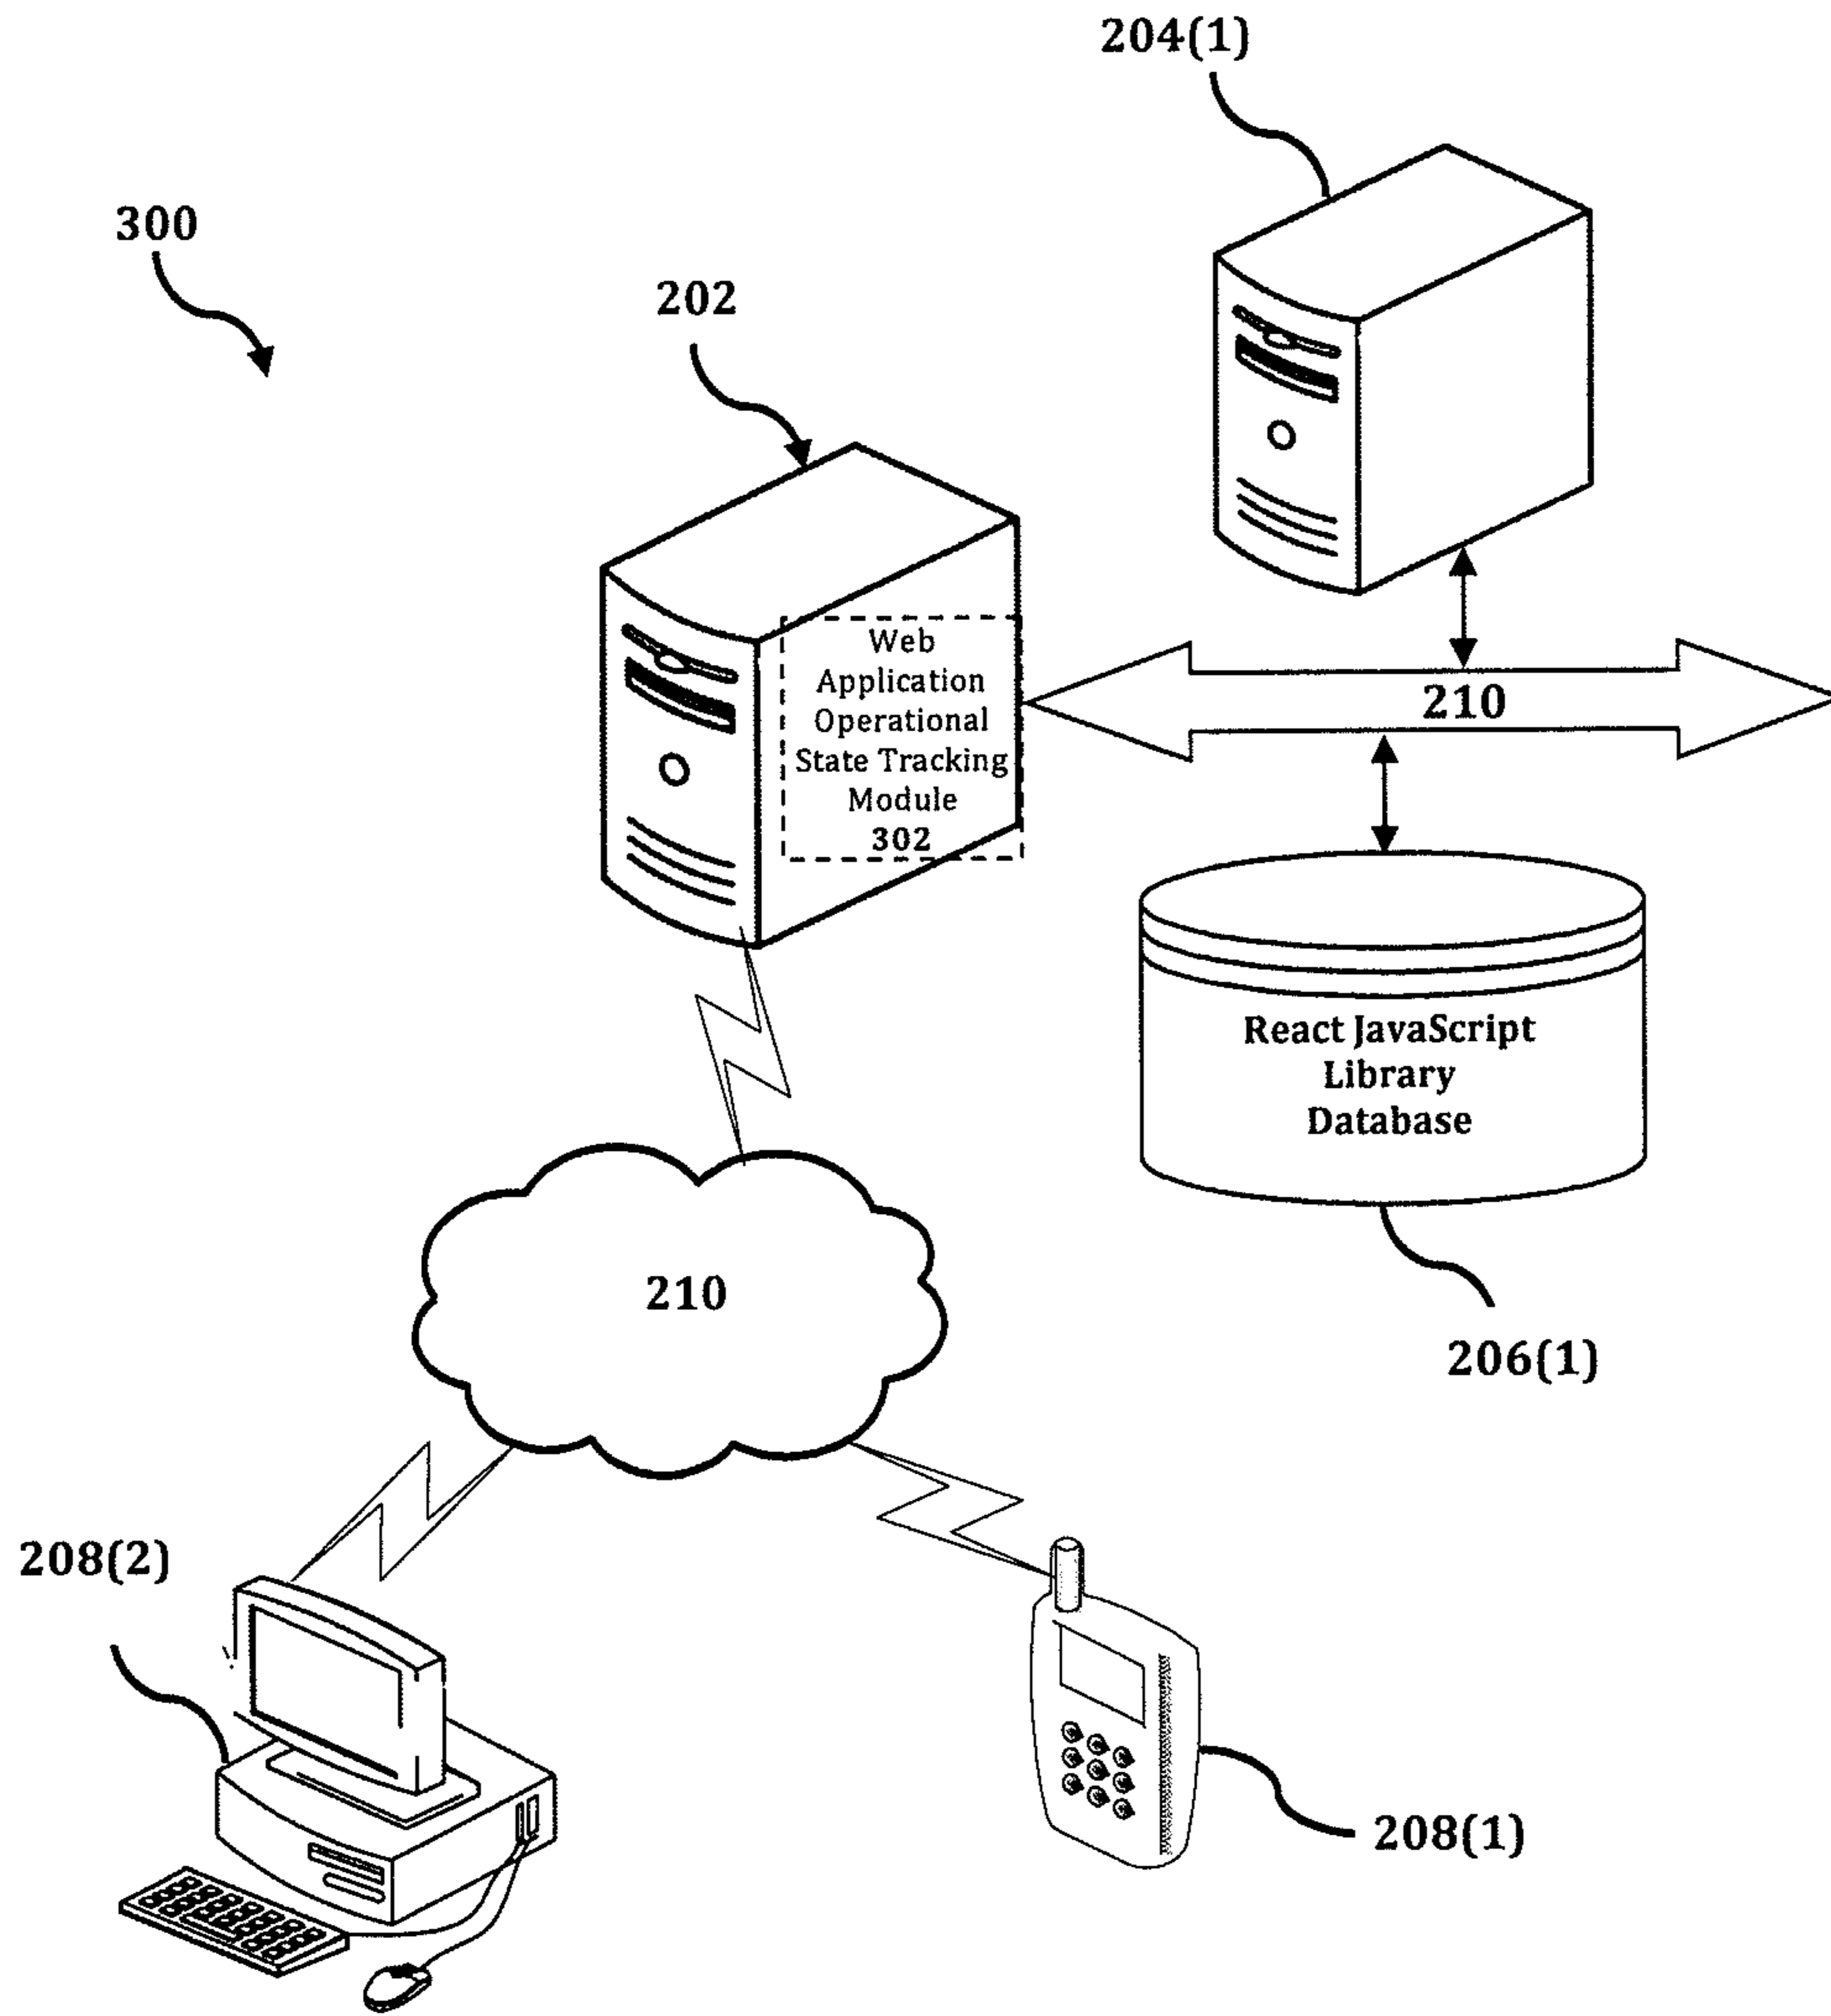 204(1)
300
202
Web
Application
Operational
State Tracking
Module
302
210
React JavaScript
Library
Database
210
206(1)
208(2)
208(1)